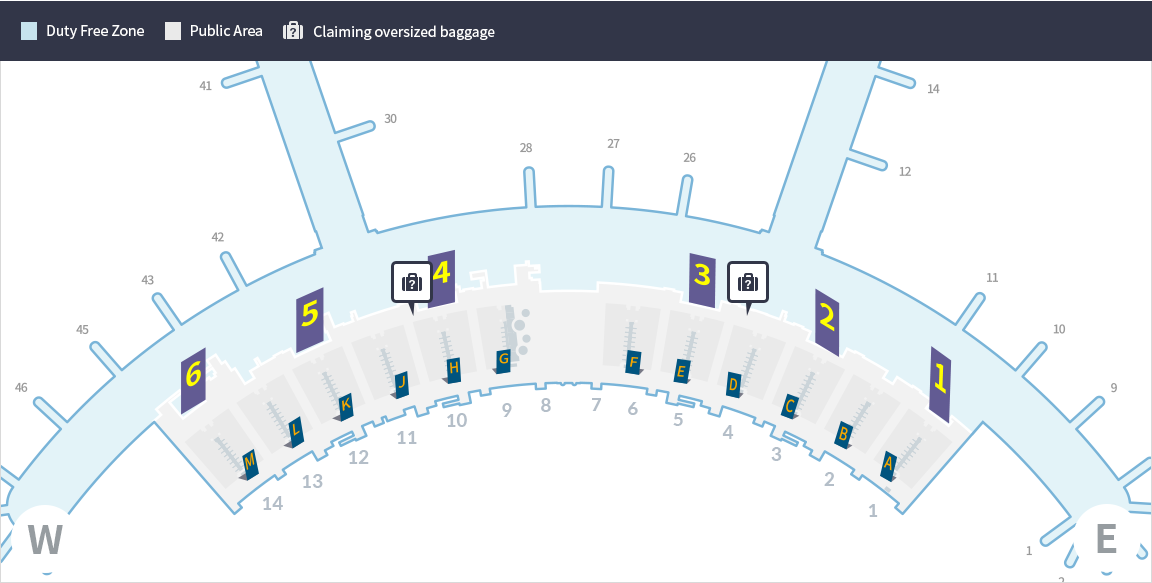 Duty Free Zone Public Area ? Claiming oversized baggage
41
14
30
12
28 27 26
42
4 3
11
43
? ?
5 2
45
10
6 1
46
9
G F
H E
J D
K C
L B
M A
9 8 7 6
10 5
11 4
12 3
13 2
14 1
W E
1
2